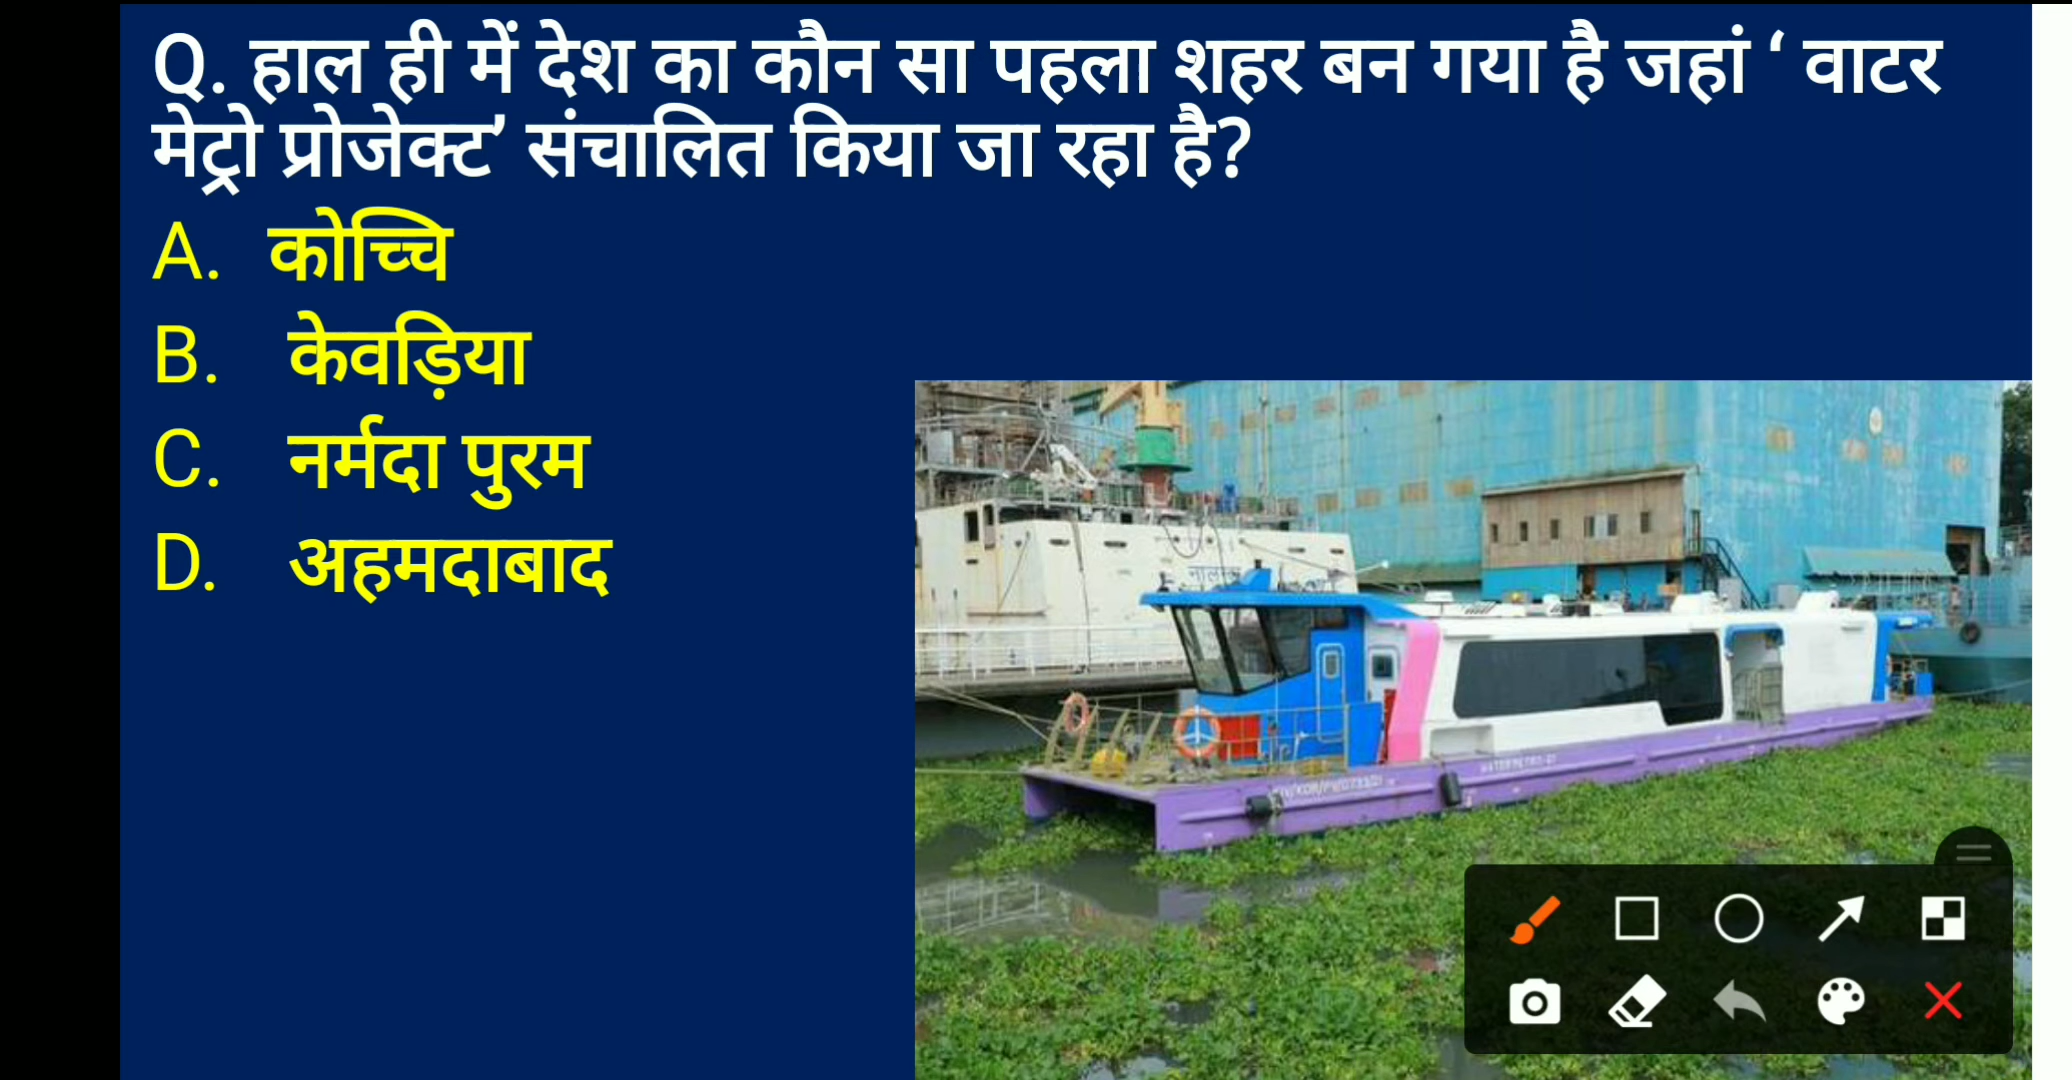 Q. हाल ही में देश का कौन सा पहला शहर बन गया है जहां ‘ वाटर
मेट्रो प्रोजेक्ट’ संचालित किया जा रहा है?
A. कोच्चि
B. केवड़िया
C. नर्मदा पुरम
D. अहमदाबाद